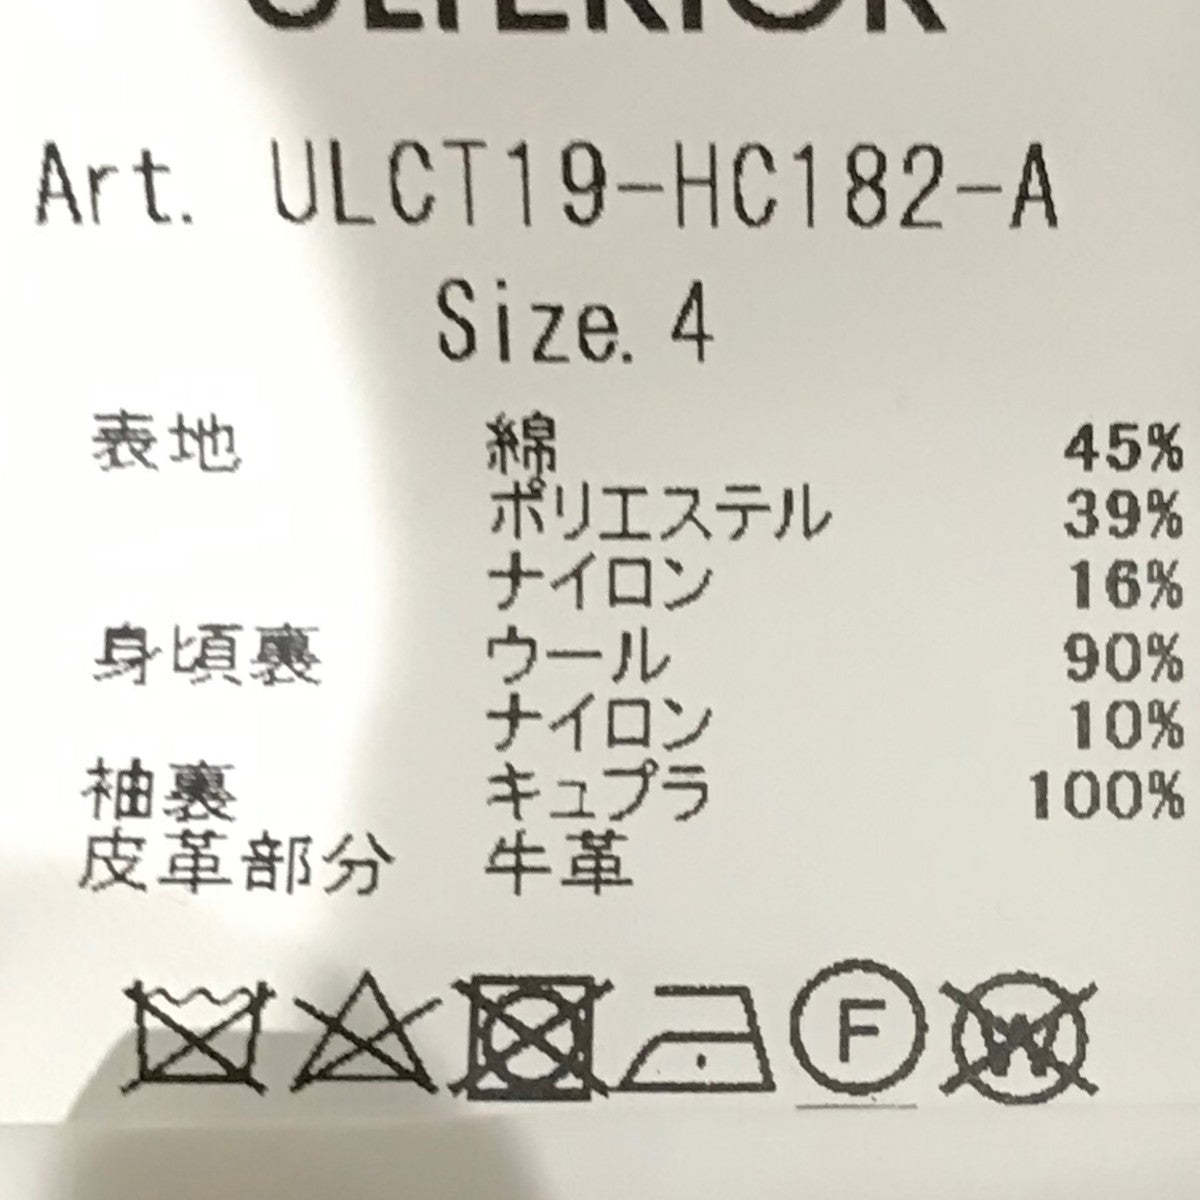 ULTERIOR
Art. ULCT19-HC182-A
Size. 4
表地 綿 45%
ポリエステル 39%
ナイロン 16%
身頃裏 ウール 90%
ナイロン 10%
袖裏 キュプラ 100%
皮革部分 牛革
F W